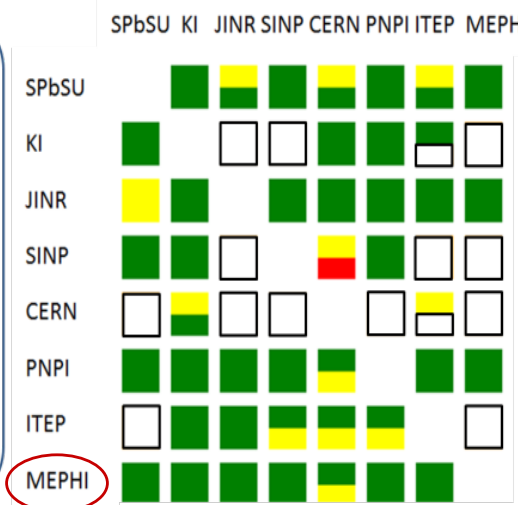 SPbSU KI JINR SINP CERN PNPI ITEP MEPH
SPbSU
KI
JINR
SINP
CERN
PNPI
ITEP
MEPHI